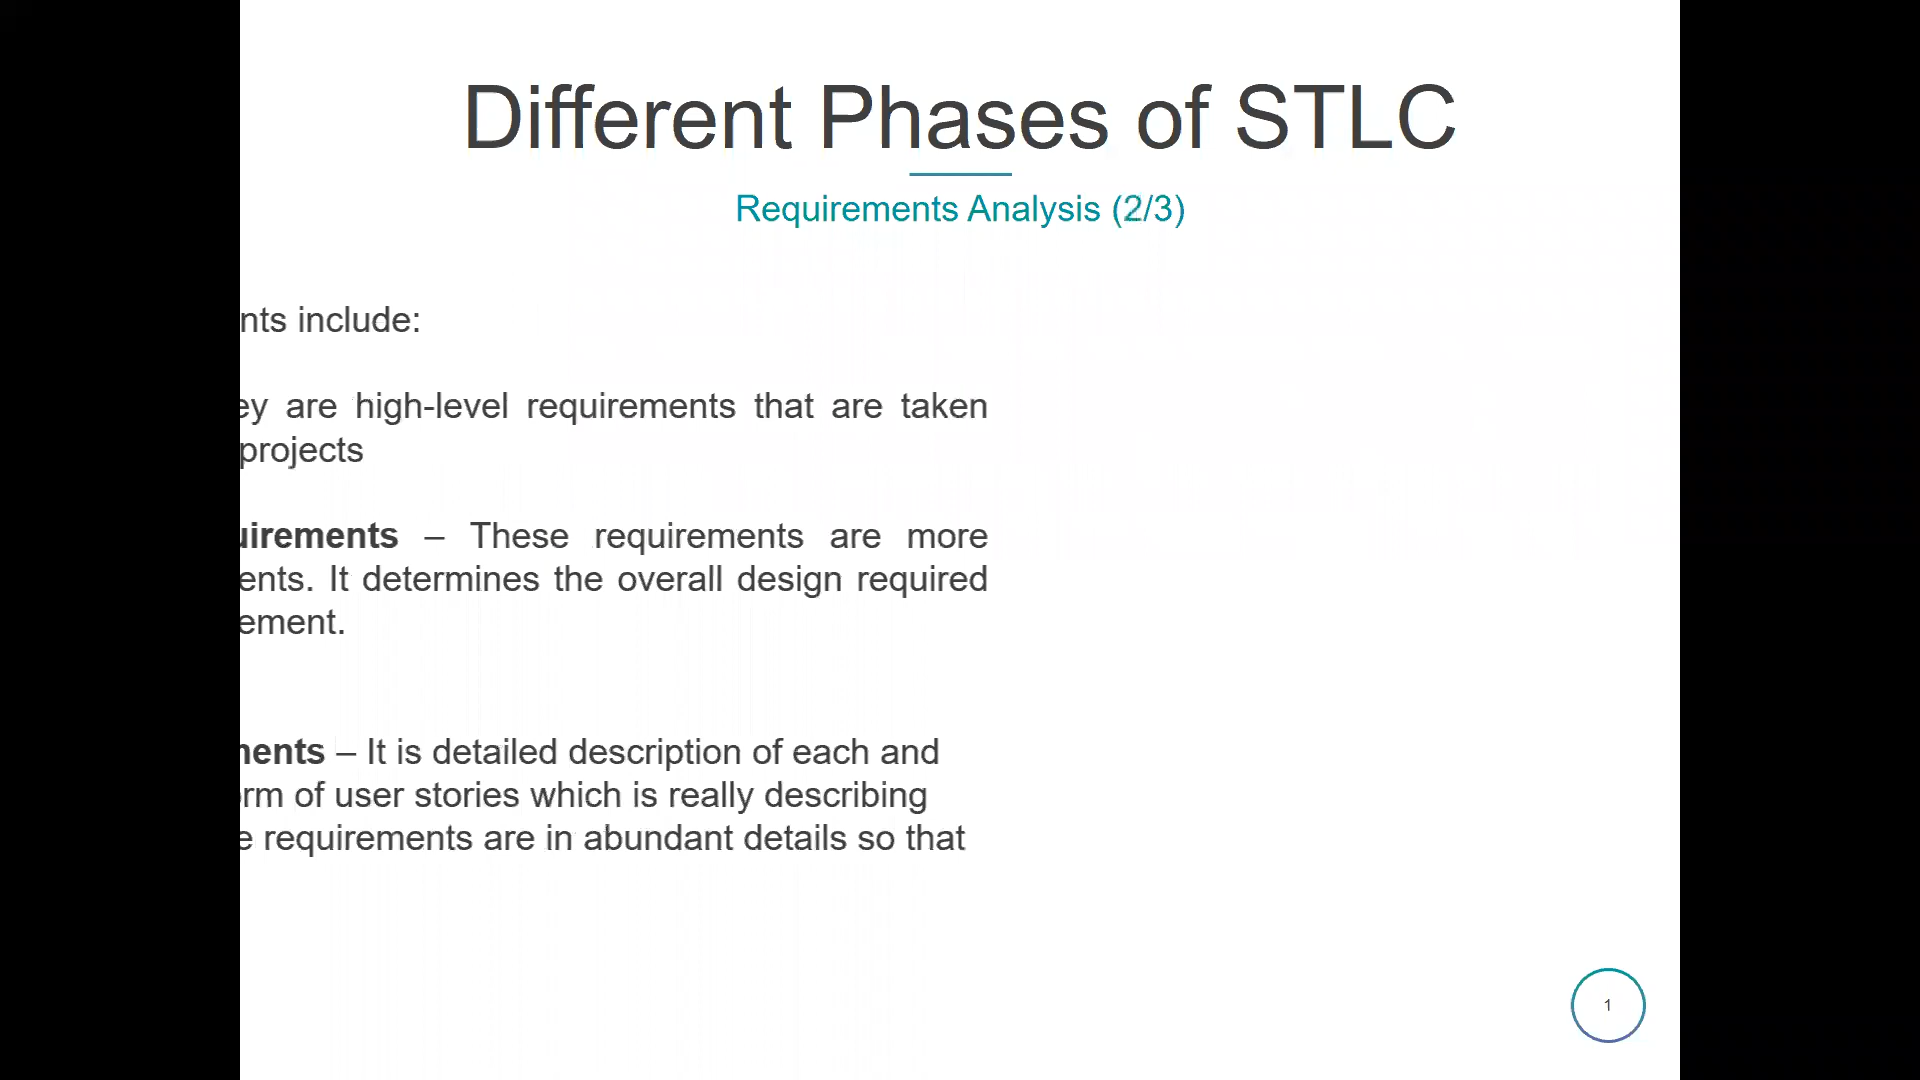 Different Phases of STLC
Requirements Analysis (2/3)
nts include:
ey are high-level requirements that are taken
projects
uirements – These requirements are more
ents. It determines the overall design required
ement.
ments – It is detailed description of each and
orm of user stories which is really describing
e requirements are in abundant details so that
1